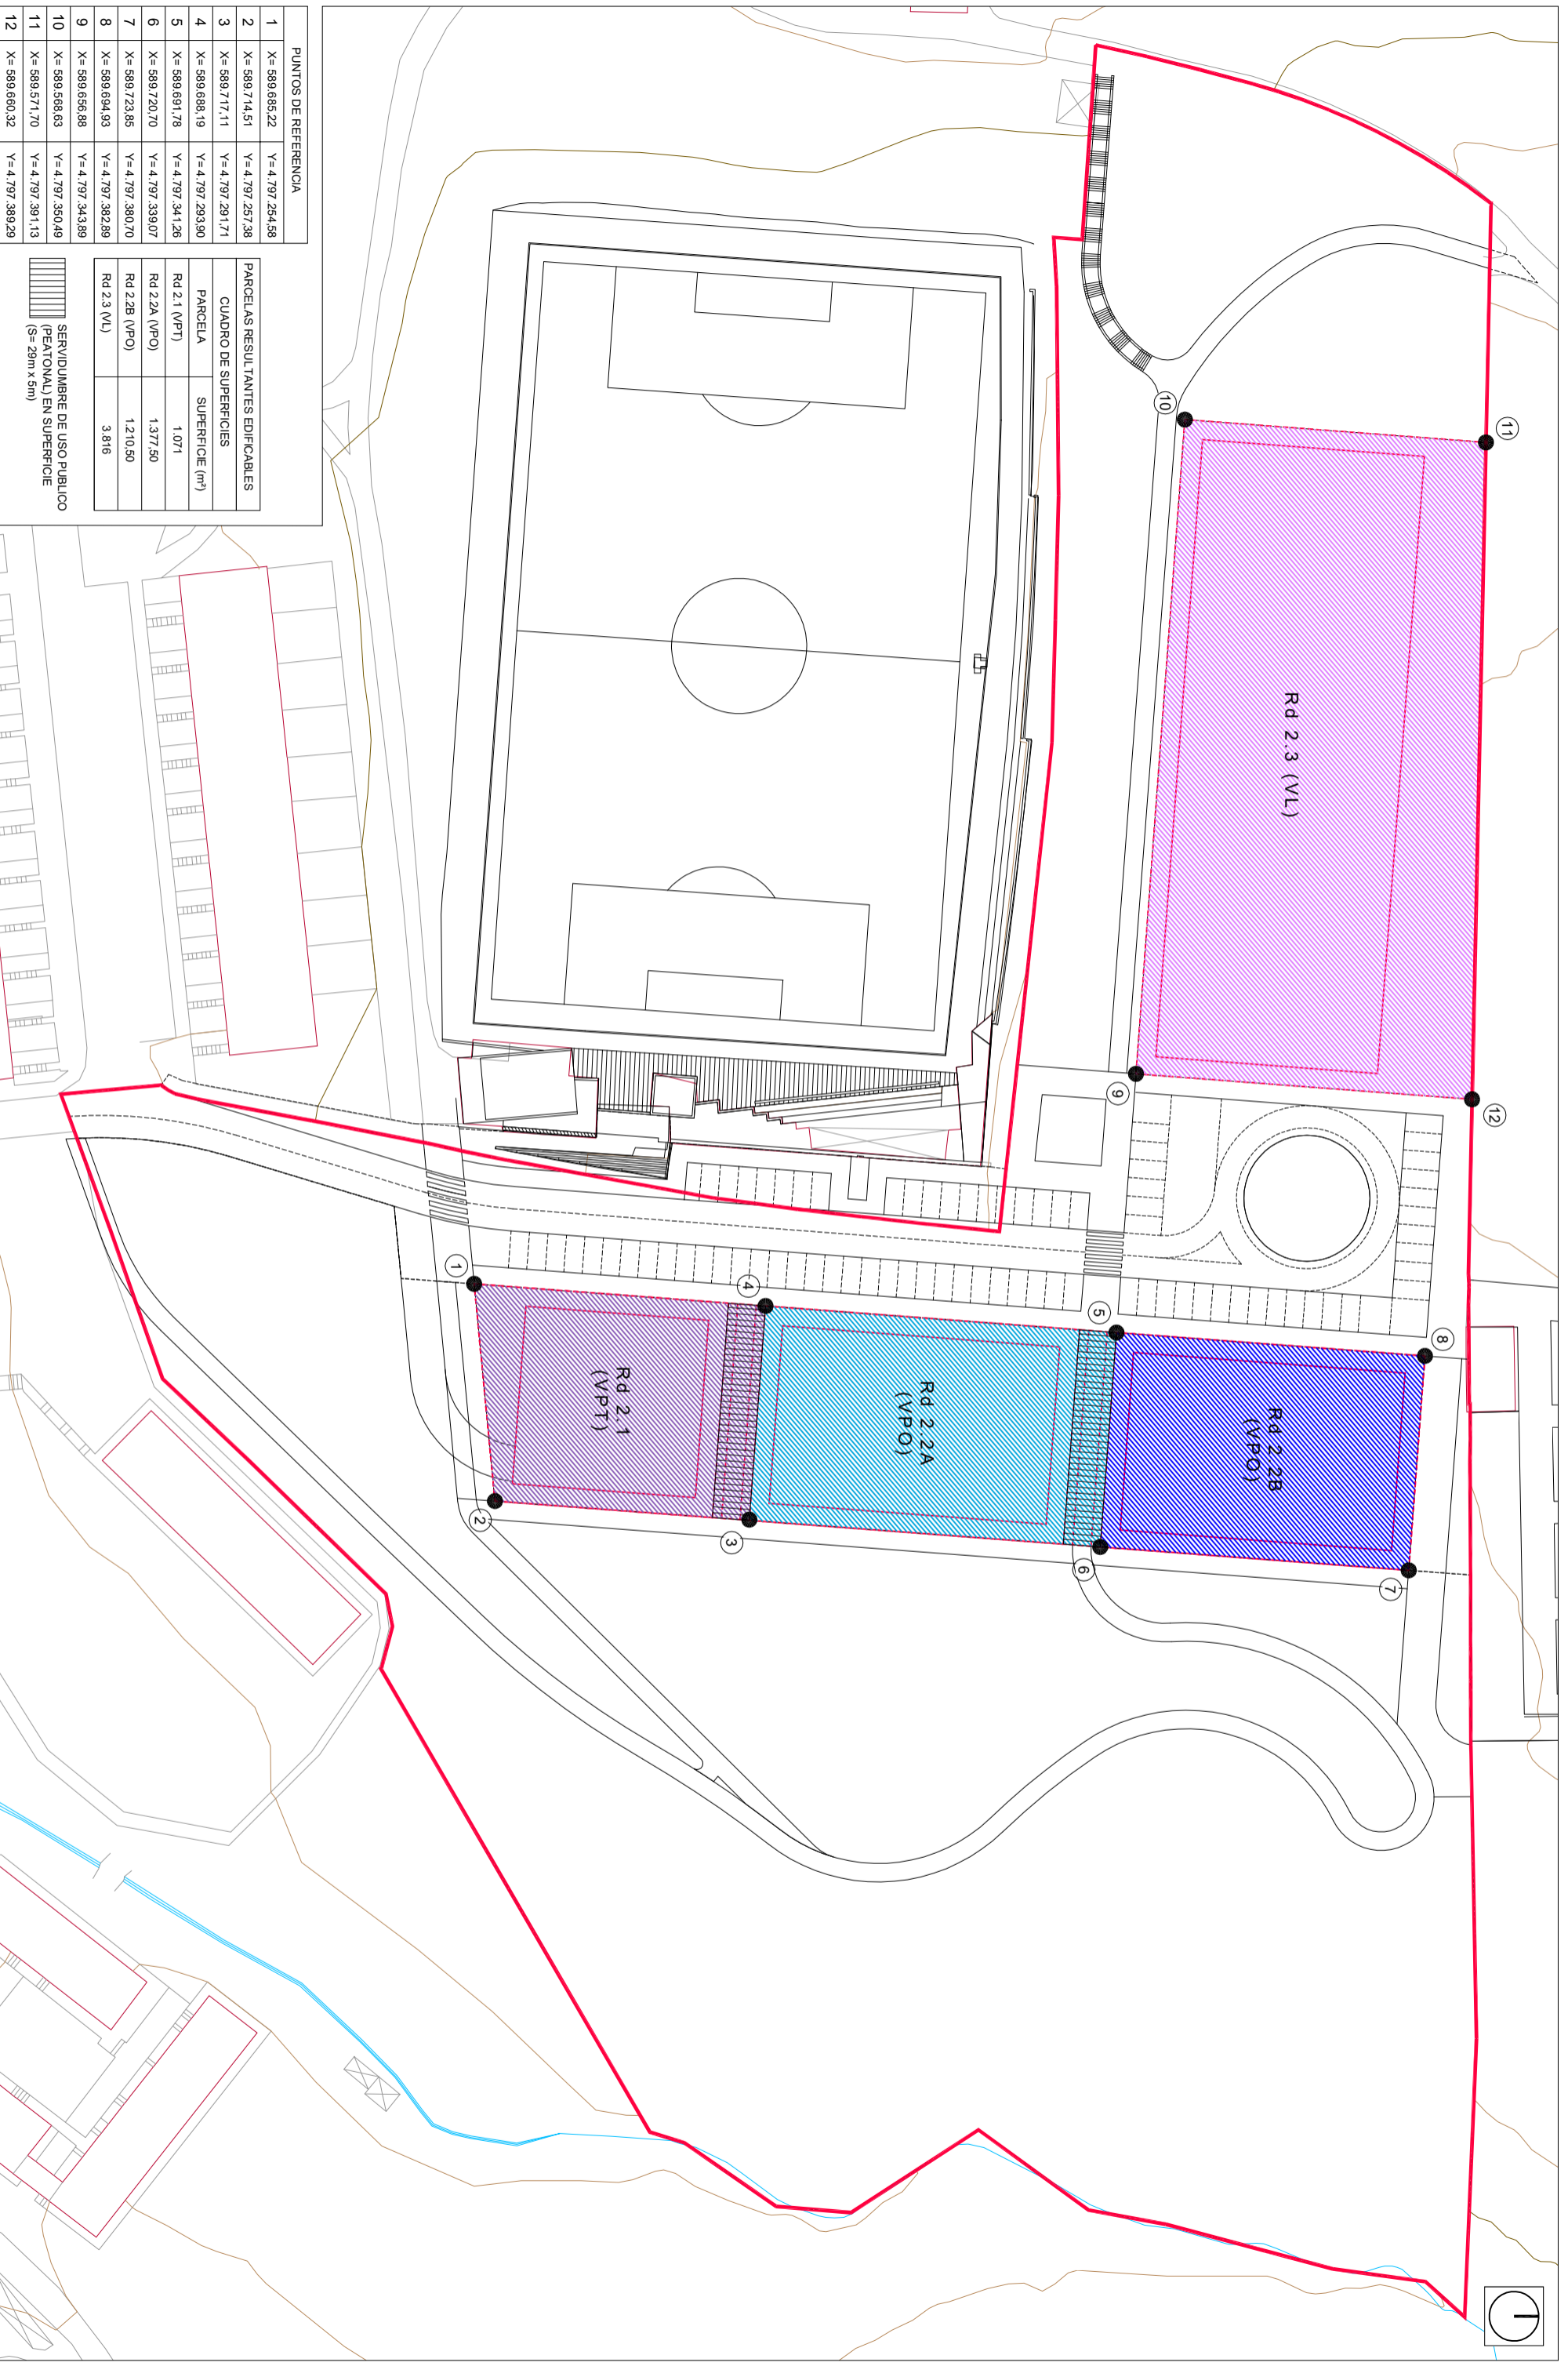 PUNTOS DE REFERENCIA
1 X= 589.685,22 Y= 4.797.254,58
2 X= 589.714,51 Y= 4.797.257,38
3 X= 589.717,11 Y= 4.797.291,71
4 X= 589.688,19 Y= 4.797.293,90
5 X= 589.691,78 Y= 4.797.341,26
6 X= 589.720,70 Y= 4.797.339,07
7 X= 589.723,85 Y= 4.797.380,70
8 X= 589.694,93 Y= 4.797.382,89
9 X= 589.656,88 Y= 4.797.343,89
10 X= 589.568,63 Y= 4.797.350,49
11 X= 589.571,70 Y= 4.797.391,13
12 X= 589.660,32 Y= 4.797.389,29
PARCELAS RESULTANTES EDIFICABLES
CUADRO DE SUPERFICIES
PARCELA SUPERFICIE (m²)
Rd 2.1 (VPT) 1.071
Rd 2.2A (VPO) 1.377,50
Rd 2.2B (VPO) 1.210,50
Rd 2.3 (VL) 3.816
SERVIDUMBRE DE USO PUBLICO
(PEATONAL) EN SUPERFICIE
(S= 29m x 5m)
11
12
10
9
Rd 2.3 (VL)
8
7
Rd 2.2B
(VPO)
5
6
Rd 2.2A
(VPO)
4
3
Rd 2.1
(VPT)
1
2